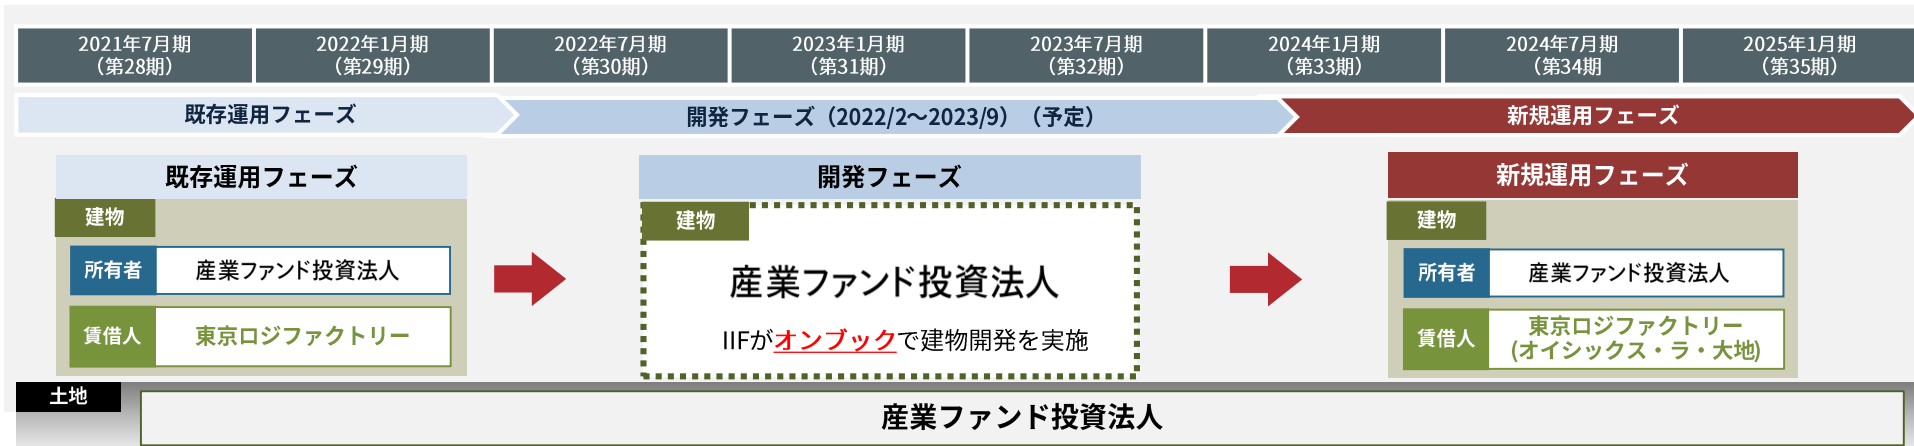 2021年7月期
（第28期）
2022年1月期
（第29期）
2022年7月期
（第30期）
2023年1月期
（第31期）
2023年7月期
（第32期）
2024年1月期
（第33期）
2024年7月期
（第34期
2025年1月期
（第35期）
既存運用フェーズ
開発フェーズ（2022/2～2023/9）（予定）
新規運用フェーズ
既存運用フェーズ
建物
所有者
産業ファンド投資法人
賃借人
東京ロジファクトリー
開発フェーズ
建物
産業ファンド投資法人
IIFがオンブックで建物開発を実施
新規運用フェーズ
建物
所有者
産業ファンド投資法人
賃借人
東京ロジファクトリー
(オイシックス・ラ・大地)
土地
産業ファンド投資法人